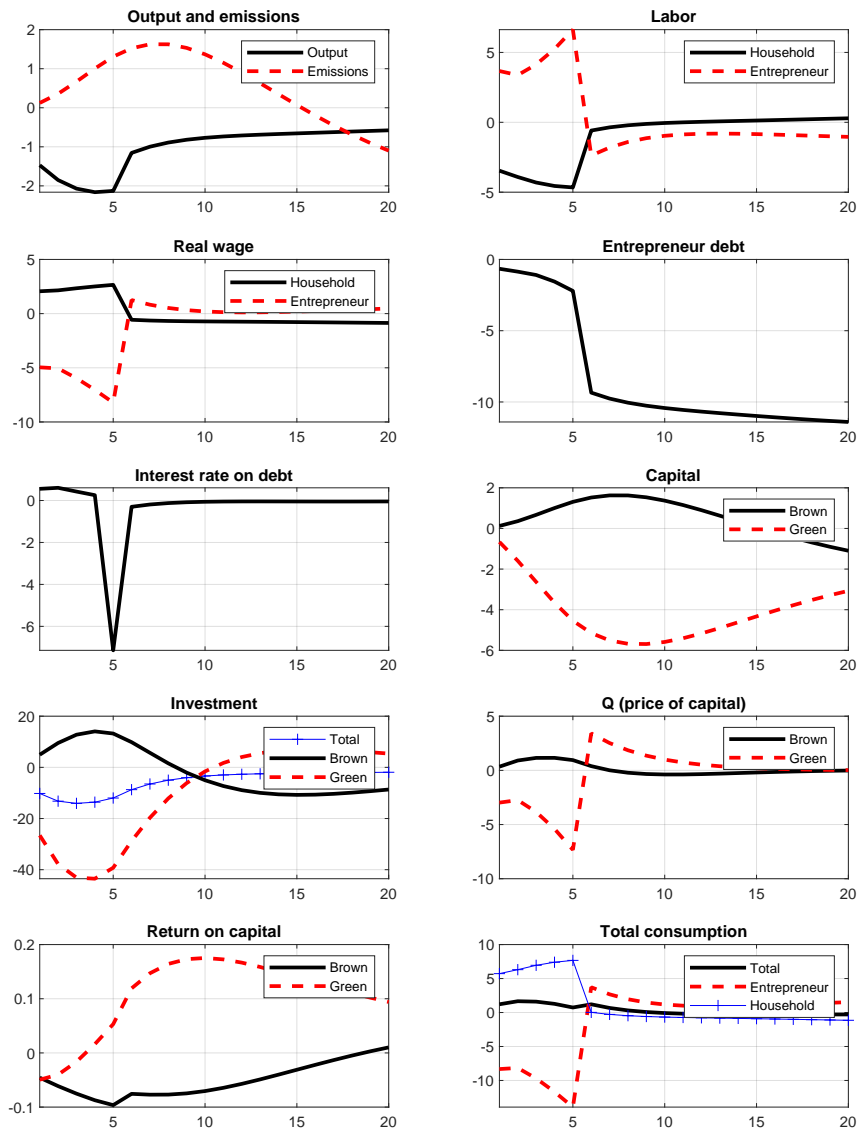 Output and emissions
2
1
0
-1
-2
5
10
15
20
Output
Emissions
Labor
5
0
-5
5
10
15
20
Household
Entrepreneur
Real wage
5
0
-5
-10
5
10
15
20
Household
Entrepreneur
Entrepreneur debt
0
-5
-10
5
10
15
20
Interest rate on debt
0
-2
-4
-6
5
10
15
20
Capital
2
0
-2
-4
-6
5
10
15
20
Brown
Green
Investment
20
0
-20
-40
5
10
15
20
Total
Brown
Green
Q (price of capital)
5
0
-5
-10
5
10
15
20
Brown
Green
Return on capital
0.2
0.1
0
-0.1
5
10
15
20
Brown
Green
Total consumption
10
5
0
-5
-10
5
10
15
20
Total
Entrepreneur
Household